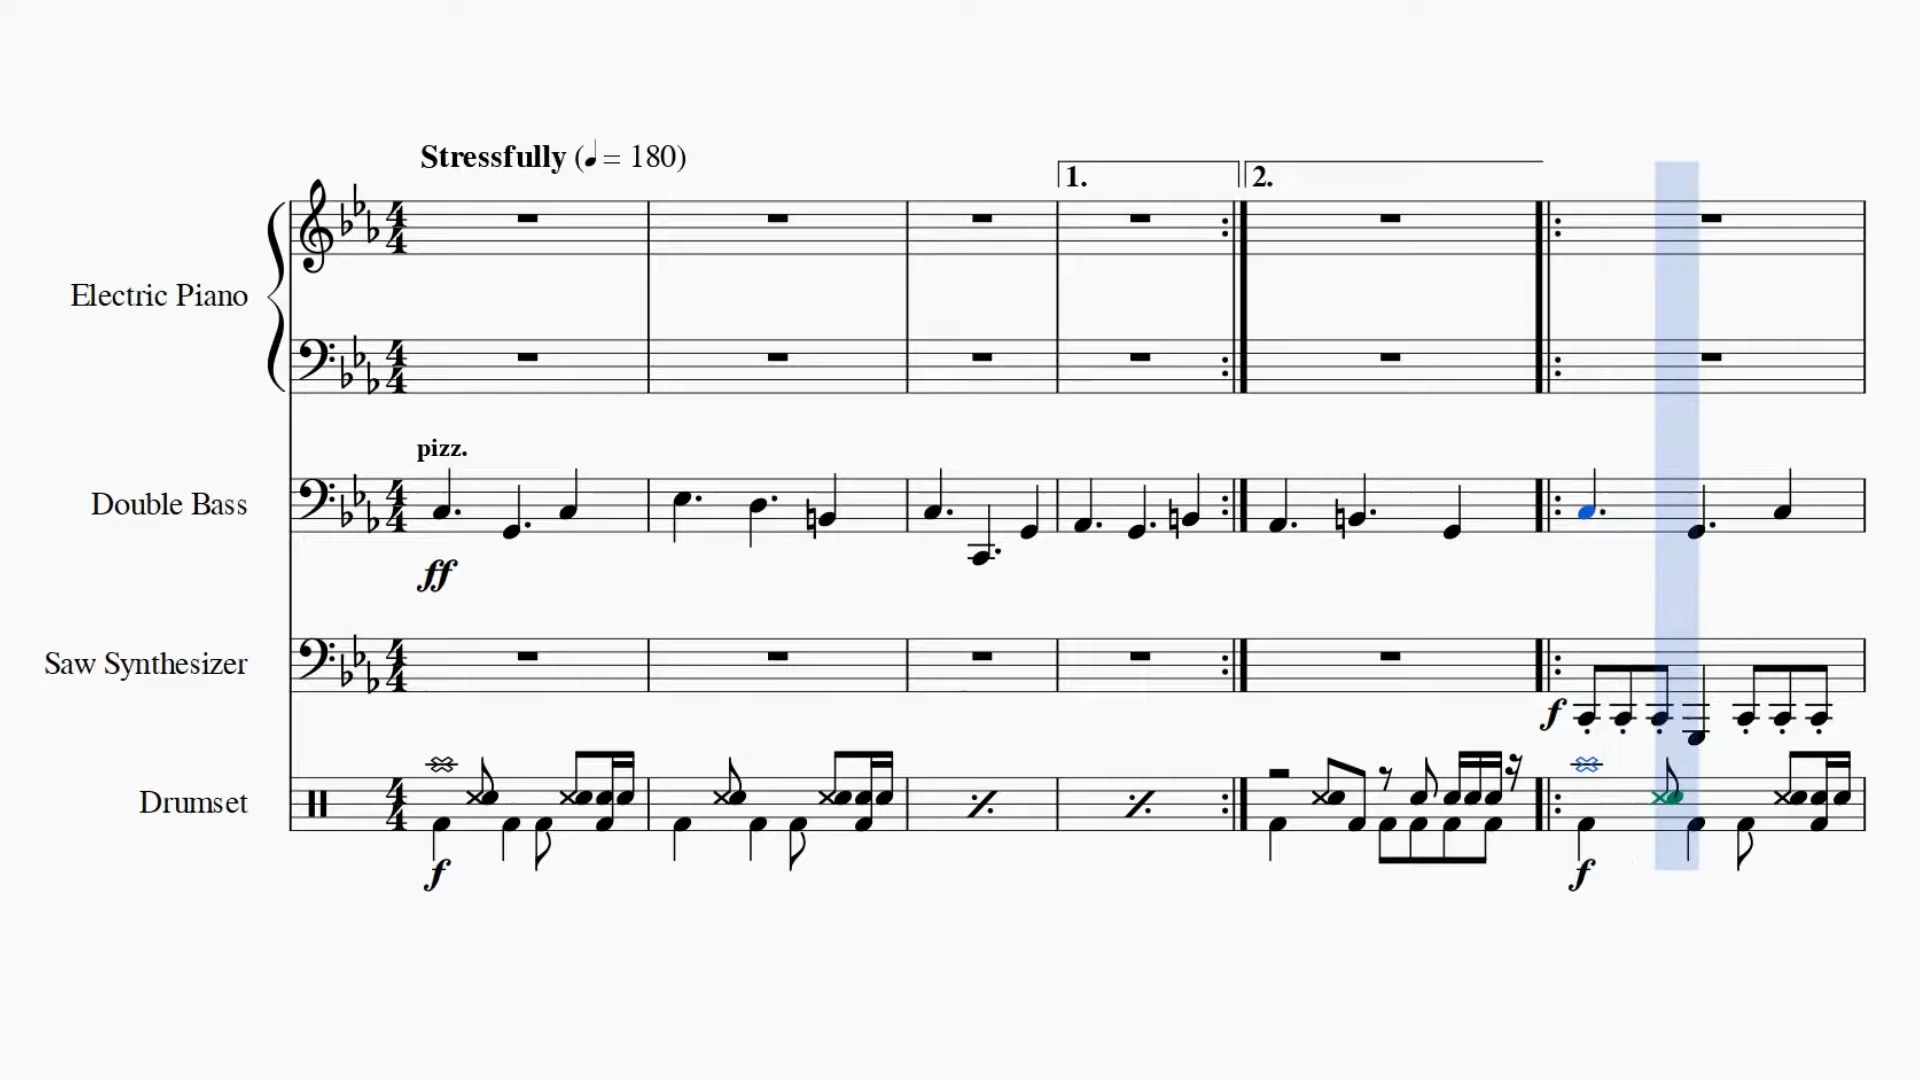 Stressfully (♩= 180)
1.
2.
Electric Piano
pizz.
Double Bass
ff
Saw Synthesizer
f
Drumset
f
f